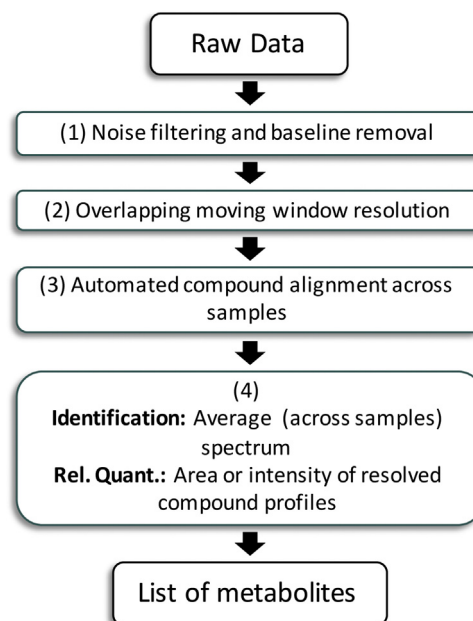 Raw Data
(1) Noise filtering and baseline removal
(2) Overlapping moving window resolution
(3) Automated compound alignment across
samples
(4)
Identification: Average (across samples)
spectrum
Rel. Quant.: Area or intensity of resolved
compound profiles
List of metabolites